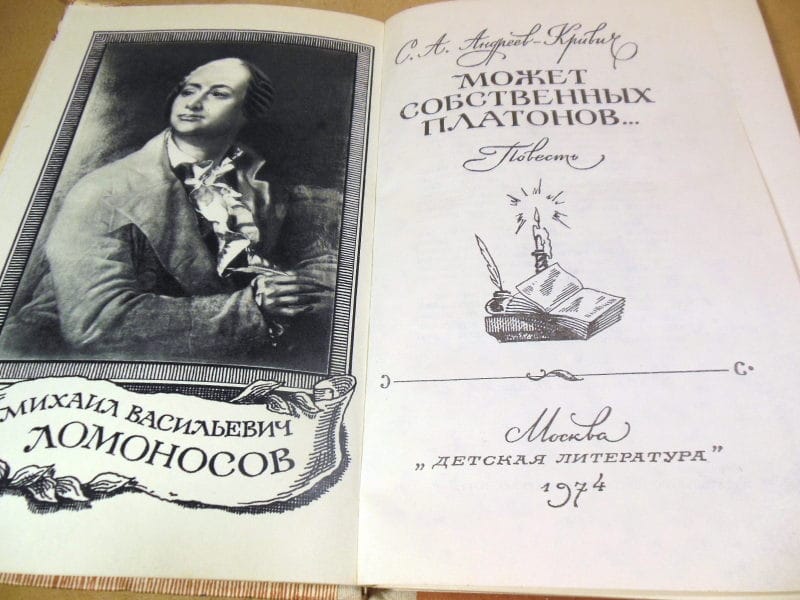 МИХАИЛ ВАСИЛЬЕВИЧ
ЛОМОНОСОВ
С. А. Андреев-Кривич
МОЖЕТ
СОБСТВЕННЫХ
ПЛАТОНОВ...
Повесть
Москва
„ДЕТСКАЯ ЛИТЕРАТУРА”
1974